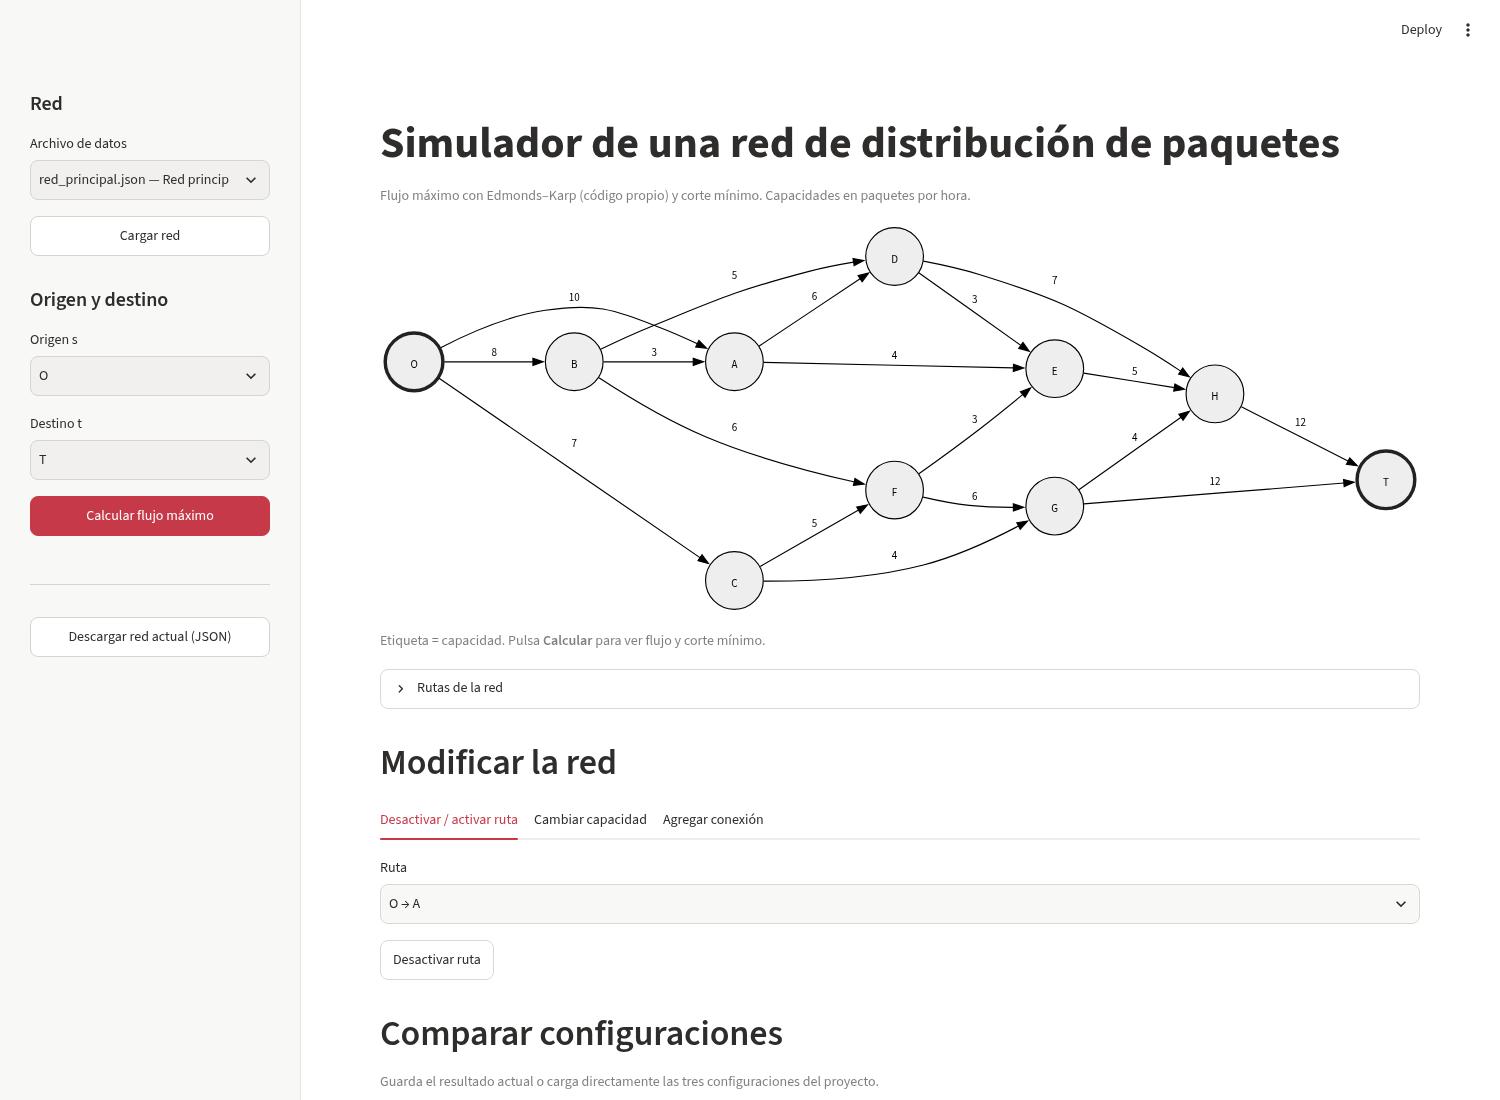 Deploy
Red
Archivo de datos
red_principal.json — Red princip
Cargar red
Origen y destino
Origen s
O
Destino t
T
Calcular flujo máximo
Descargar red actual (JSON)
Simulador de una red de distribución de paquetes
Flujo máximo con Edmonds–Karp (código propio) y corte mínimo. Capacidades en paquetes por hora.
D
5
7
10
6
3
8
3
4
O
B
A
E
5
H
6
3
12
7
4
F
6
G
12
T
5
4
C
Etiqueta = capacidad. Pulsa Calcular para ver flujo y corte mínimo.
Rutas de la red
Modificar la red
Desactivar / activar ruta
Cambiar capacidad
Agregar conexión
Ruta
O → A
Desactivar ruta
Comparar configuraciones
Guarda el resultado actual o carga directamente las tres configuraciones del proyecto.